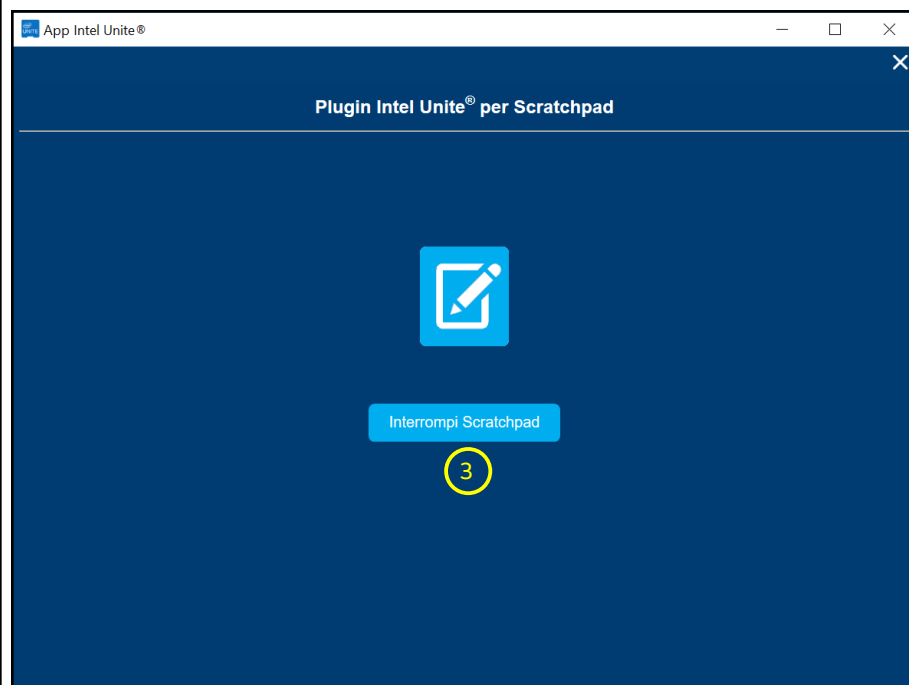 App Intel Unite®
Plugin Intel Unite® per Scratchpad
Interrompi Scratchpad
3